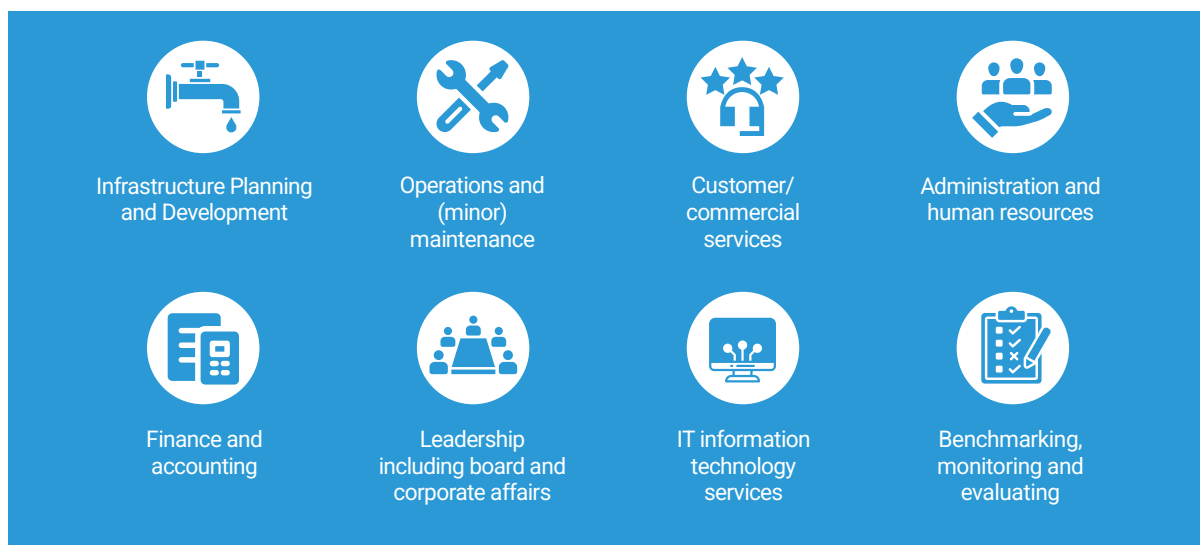 Infrastructure Planning
and Development
Operations and
(minor)
maintenance
Customer/
commercial
services
Administration and
human resources
Finance and
accounting
Leadership
including board and
corporate affairs
IT information
technology
services
Benchmarking,
monitoring and
evaluating